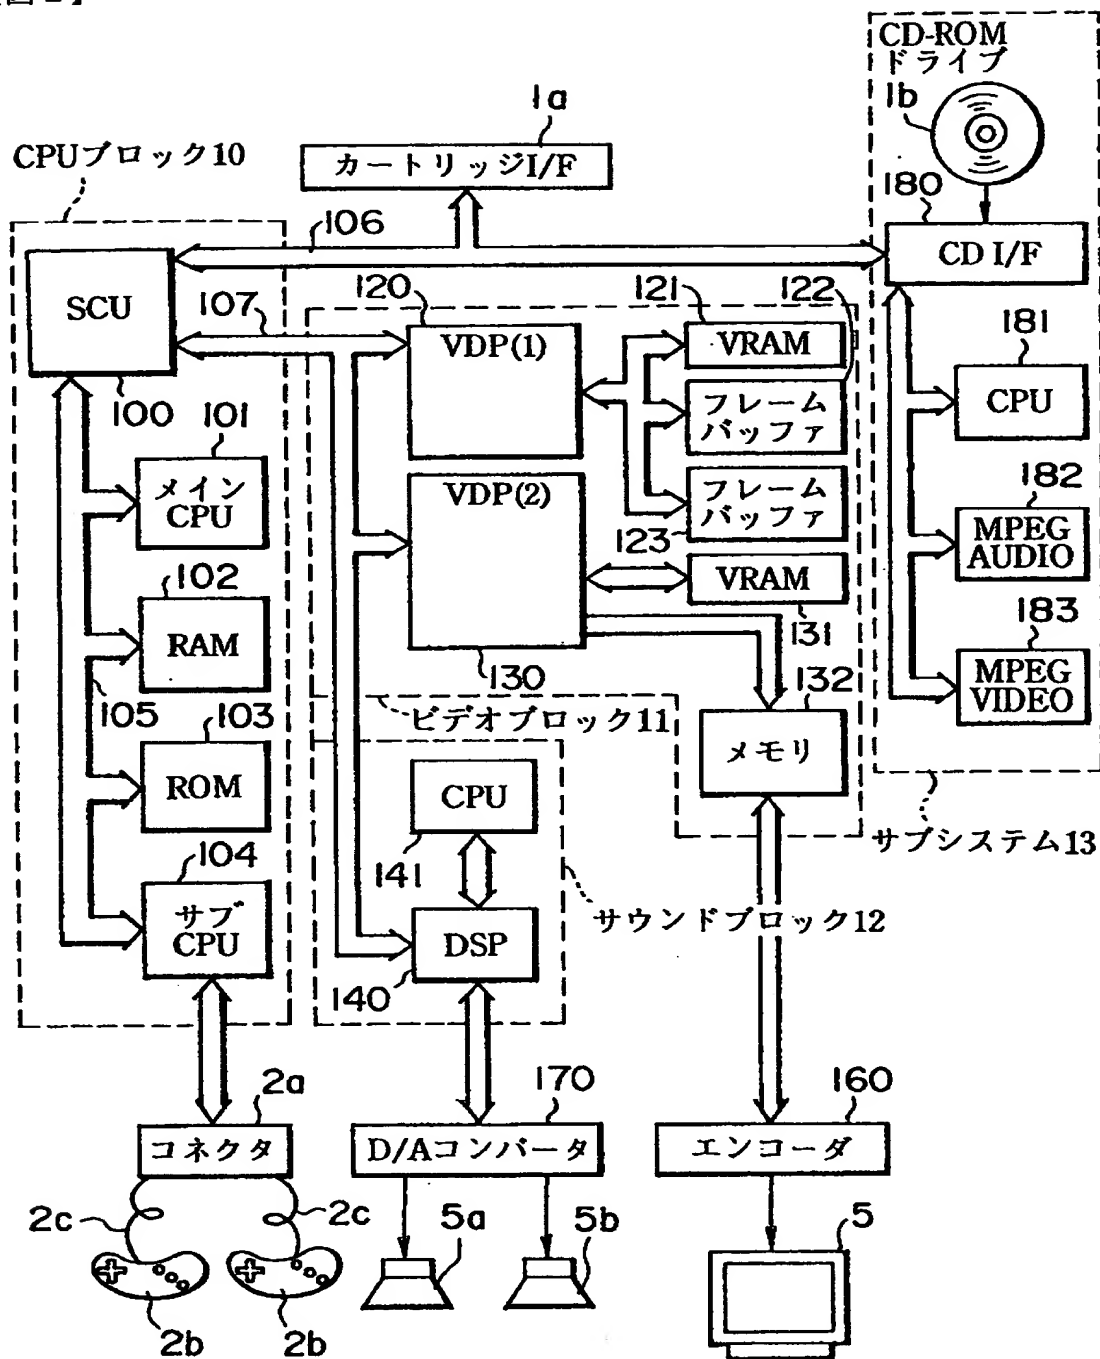 CD-ROM
ドライブ
1b
1a
CPUブロック10
カートリッジI/F
180
106
CD I/F
SCU
107
120
121
122
VDP(1)
VRAM
181
100
CPU
フレーム
バッファ
101
メイン
CPU
VDP(2)
フレーム
バッファ
182
123
MPEG
AUDIO
102
VRAM
RAM
131
183
130
132
MPEG
VIDEO
105
103
ビデオブロック11
メモリ
ROM
CPU
サブシステム13
104
141
サブ
CPU
サウンドブロック12
DSP
140
2a
170
160
コネクタ
D/Aコンバータ
エンコーダ
2c
2c
5a
5b
5
2b
2b